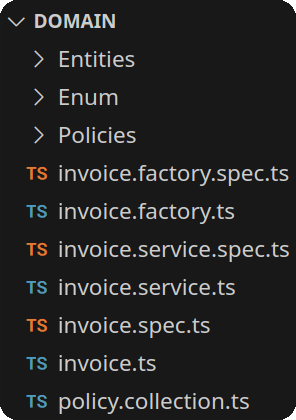 DOMAIN
Entities
Enum
Policies
TS invoice.factory.spec.ts
TS invoice.factory.ts
TS invoice.service.spec.ts
TS invoice.service.ts
TS invoice.spec.ts
TS invoice.ts
TS policy.collection.ts